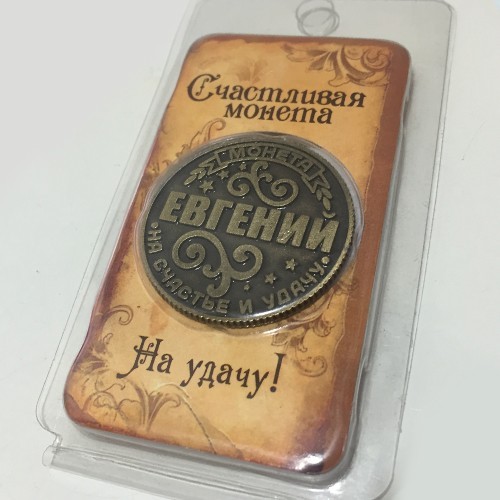 Счастливая
монета
МОНЕТА
ЕВГЕНИЙ
•НА СЧАСТЬЕ И УДАЧУ•
На удачу!